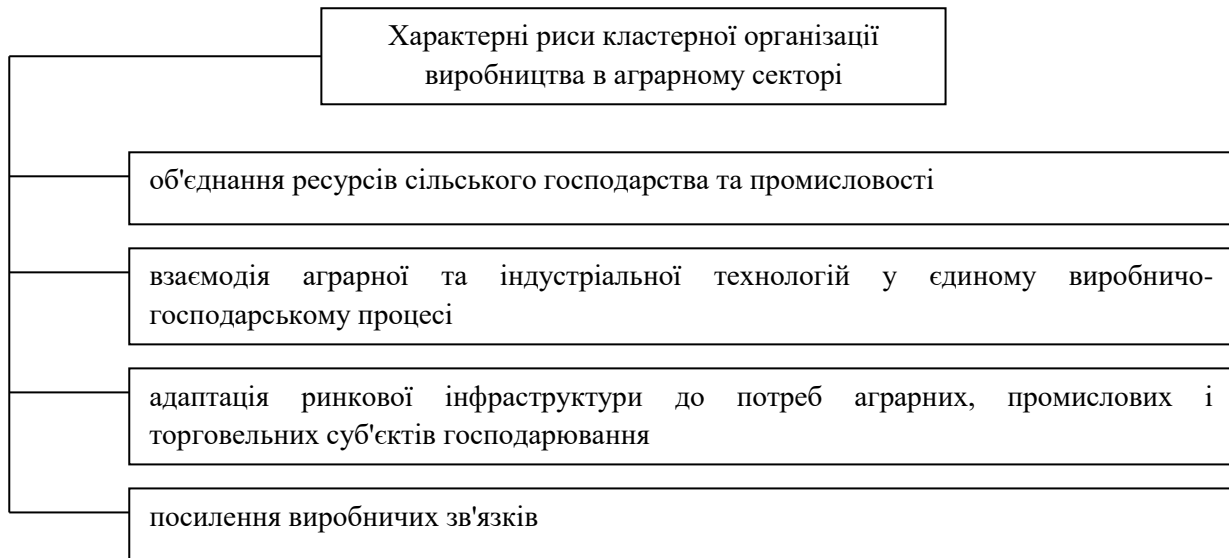 Характерні риси кластерної організації
виробництва в аграрному секторі
об'єднання ресурсів сільського господарства та промисловості
взаємодія аграрної та індустріальної технологій у єдиному виробничо-
господарському процесі
адаптація ринкової інфраструктури до потреб аграрних, промислових і
торговельних суб'єктів господарювання
посилення виробничих зв'язків